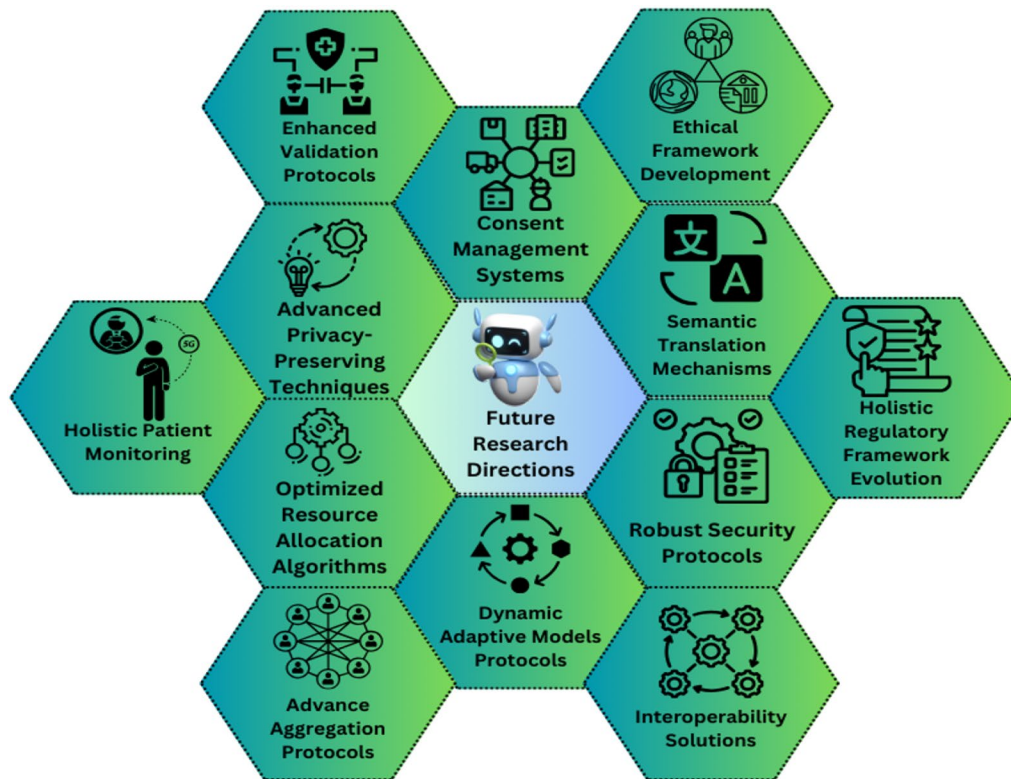 Enhanced
Validation
Protocols
Ethical
Framework
Development
Consent
Management
Systems
Advanced
Privacy-
Preserving
Techniques
文
A
Semantic
Translation
Mechanisms
5G
Holistic Patient
Monitoring
Future
Research
Directions
Holistic
Regulatory
Framework
Evolution
Optimized
Resource
Allocation
Algorithms
Robust Security
Protocols
Dynamic
Adaptive Models
Protocols
Advance
Aggregation
Protocols
Interoperability
Solutions